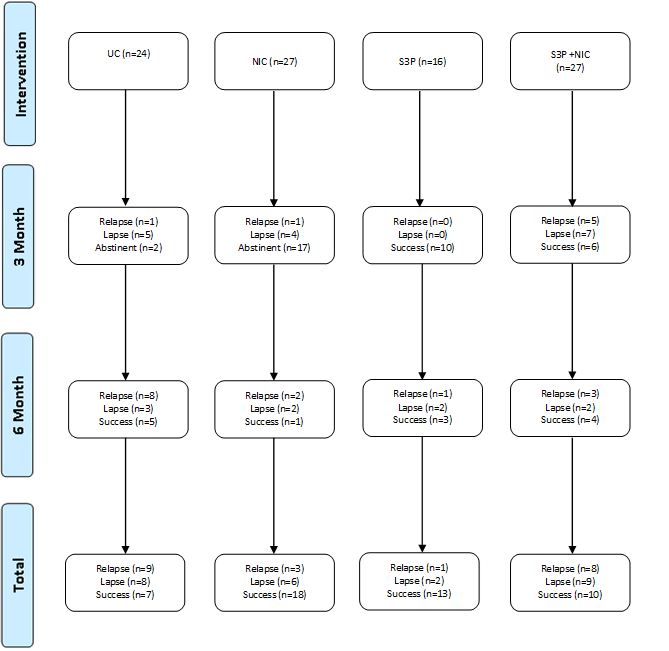 Intervention
UC (n=24)
NIC (n=27)
S3P (n=16)
S3P +NIC
(n=27)
3 Month
Relapse (n=1)
Lapse (n=5)
Abstinent (n=2)
Relapse (n=1)
Lapse (n=4)
Abstinent (n=17)
Relapse (n=0)
Lapse (n=0)
Success (n=10)
Relapse (n=5)
Lapse (n=7)
Success (n=6)
6 Month
Relapse (n=8)
Lapse (n=3)
Success (n=5)
Relapse (n=2)
Lapse (n=2)
Success (n=1)
Relapse (n=1)
Lapse (n=2)
Success (n=3)
Relapse (n=3)
Lapse (n=2)
Success (n=4)
Total
Relapse (n=9)
Lapse (n=8)
Success (n=7)
Relapse (n=3)
Lapse (n=6)
Success (n=18)
Relapse (n=1)
Lapse (n=2)
Success (n=13)
Relapse (n=8)
Lapse (n=9)
Success (n=10)